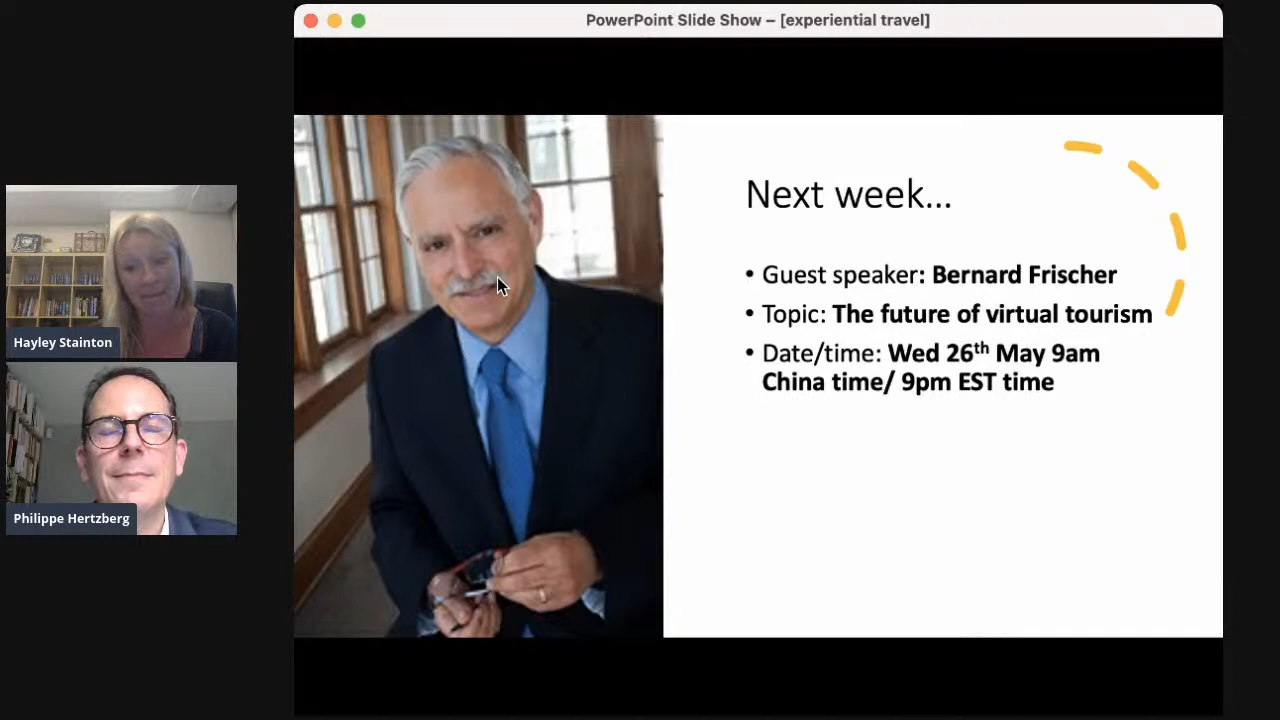 PowerPoint Slide Show – [experiential travel]
Hayley Stainton
Philippe Hertzberg
Next week...
• Guest speaker: Bernard Frischer
• Topic: The future of virtual tourism
• Date/time: Wed 26th May 9am
China time/ 9pm EST time